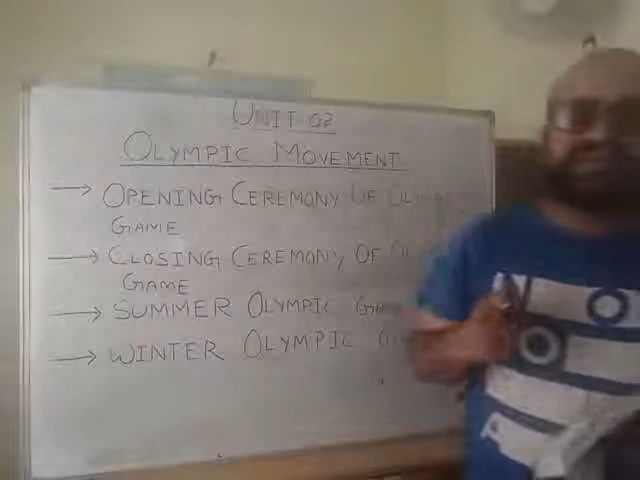 UNIT 02
OLYMPIC MOVEMENT
→ OPENING CEREMONY OF
GAME
→ CLOSING CEREMONY OF
GAME
→ SUMMER OLYMPIC
→ WINTER OLYMPIC